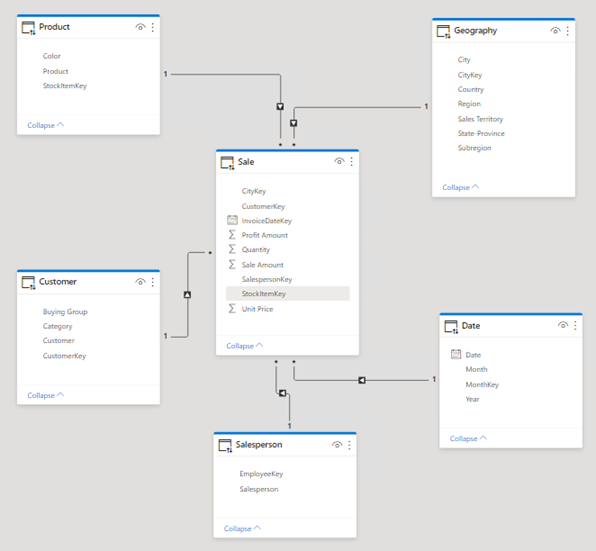 Product
Color
Product
StockItemKey
Collapse
1
Geography
City
CityKey
Country
Region
Sales Territory
State-Province
Subregion
Collapse
1
*
*
Sale
CityKey
CustomerKey
InvoiceDateKey
Σ Profit Amount
Σ Quantity
Σ Sale Amount
SalespersonKey
StockItemKey
Σ Unit Price
Collapse
*
Customer
Buying Group
Category
Customer
CustomerKey
Collapse
1
Date
Date
Month
MonthKey
Year
Collapse
1
*
*
1
Salesperson
EmployeeKey
Salesperson
Collapse